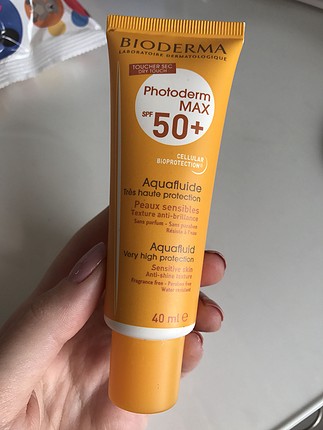 BIODERMA
LABORATOIRE DERMATOLOGIQUE
TOUCHER SEC
DRY TOUCH
Photoderm
MAX
SPF 50+
CELLULAR
BIOPROTECTION
Aquafluide
Très haute protection
Peaux sensibles
Texture anti-brillance
Sans parfum - Sans paraben
Résiste à l'eau
Aquafluid
Very high protection
Sensitive skin
Anti-shine texture
Fragrance free - Paraben free
Water-resistant
40 ml ℮